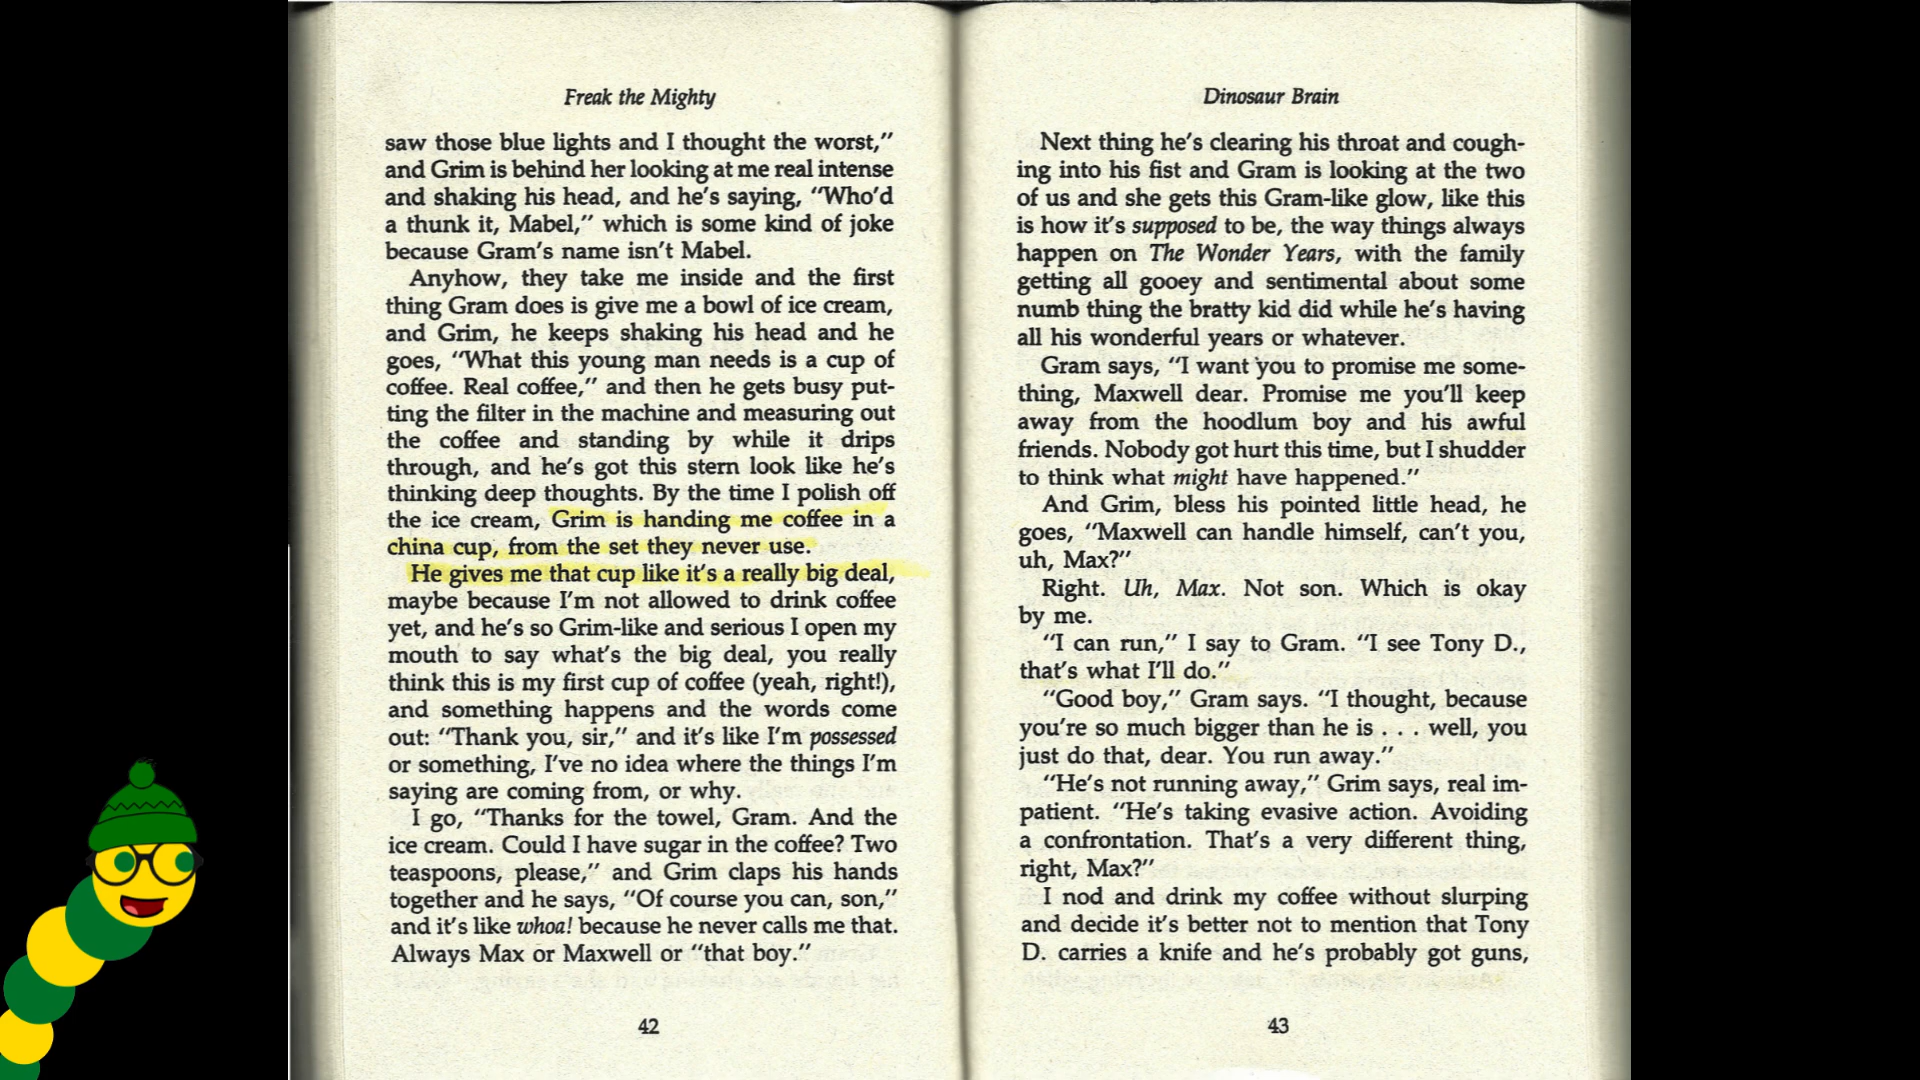 Freak the Mighty
saw those blue lights and I thought the worst,”
and Grim is behind her looking at me real intense
and shaking his head, and he’s saying, “Who’d
a thunk it, Mabel,” which is some kind of joke
because Gram’s name isn’t Mabel.
Anyhow, they take me inside and the first
thing Gram does is give me a bowl of ice cream,
and Grim, he keeps shaking his head and he
goes, “What this young man needs is a cup of
coffee. Real coffee,” and then he gets busy put-
ting the filter in the machine and measuring out
the coffee and standing by while it drips
through, and he’s got this stern look like he’s
thinking deep thoughts. By the time I polish off
the ice cream, Grim is handing me coffee in a
china cup, from the set they never use.
He gives me that cup like it’s a really big deal,
maybe because I’m not allowed to drink coffee
yet, and he’s so Grim-like and serious I open my
mouth to say what’s the big deal, you really
think this is my first cup of coffee (yeah, right!),
and something happens and the words come
out: “Thank you, sir,” and it’s like I’m possessed
or something, I’ve no idea where the things I’m
saying are coming from, or why.
I go, “Thanks for the towel, Gram. And the
ice cream. Could I have sugar in the coffee? Two
teaspoons, please,” and Grim claps his hands
together and he says, “Of course you can, son,”
and it’s like whoa! because he never calls me that.
Always Max or Maxwell or “that boy.”
42
Dinosaur Brain
Next thing he’s clearing his throat and cough-
ing into his fist and Gram is looking at the two
of us and she gets this Gram-like glow, like this
is how it’s supposed to be, the way things always
happen on The Wonder Years, with the family
getting all gooey and sentimental about some
numb thing the bratty kid did while he’s having
all his wonderful years or whatever.
Gram says, “I want you to promise me some-
thing, Maxwell dear. Promise me you’ll keep
away from the hoodlum boy and his awful
friends. Nobody got hurt this time, but I shudder
to think what might have happened.”
And Grim, bless his pointed little head, he
goes, “Maxwell can handle himself, can’t you,
uh, Max?”
Right. Uh, Max. Not son. Which is okay
by me.
“I can run,” I say to Gram. “I see Tony D.,
that’s what I’ll do.”
“Good boy,” Gram says. “I thought, because
you’re so much bigger than he is . . . well, you
just do that, dear. You run away.”
“He’s not running away,” Grim says, real im-
patient. “He’s taking evasive action. Avoiding
a confrontation. That’s a very different thing,
right, Max?”
I nod and drink my coffee without slurping
and decide it’s better not to mention that Tony
D. carries a knife and he’s probably got guns,
43